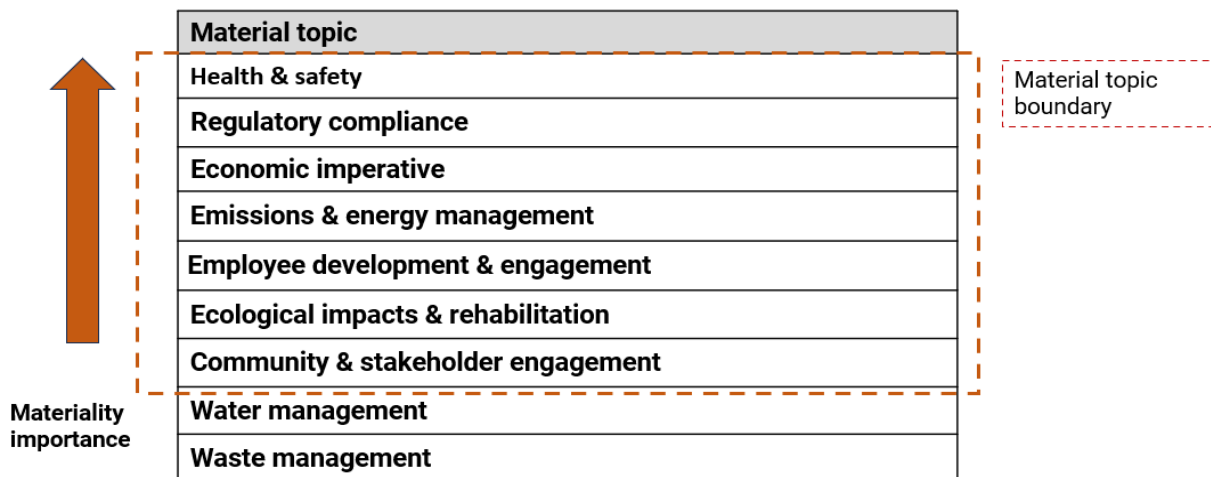 Material topic
Health & safety
Material topic
boundary
Regulatory compliance
Economic imperative
Emissions & energy management
Employee development & engagement
Ecological impacts & rehabilitation
Community & stakeholder engagement
Water management
Materiality
importance
Waste management